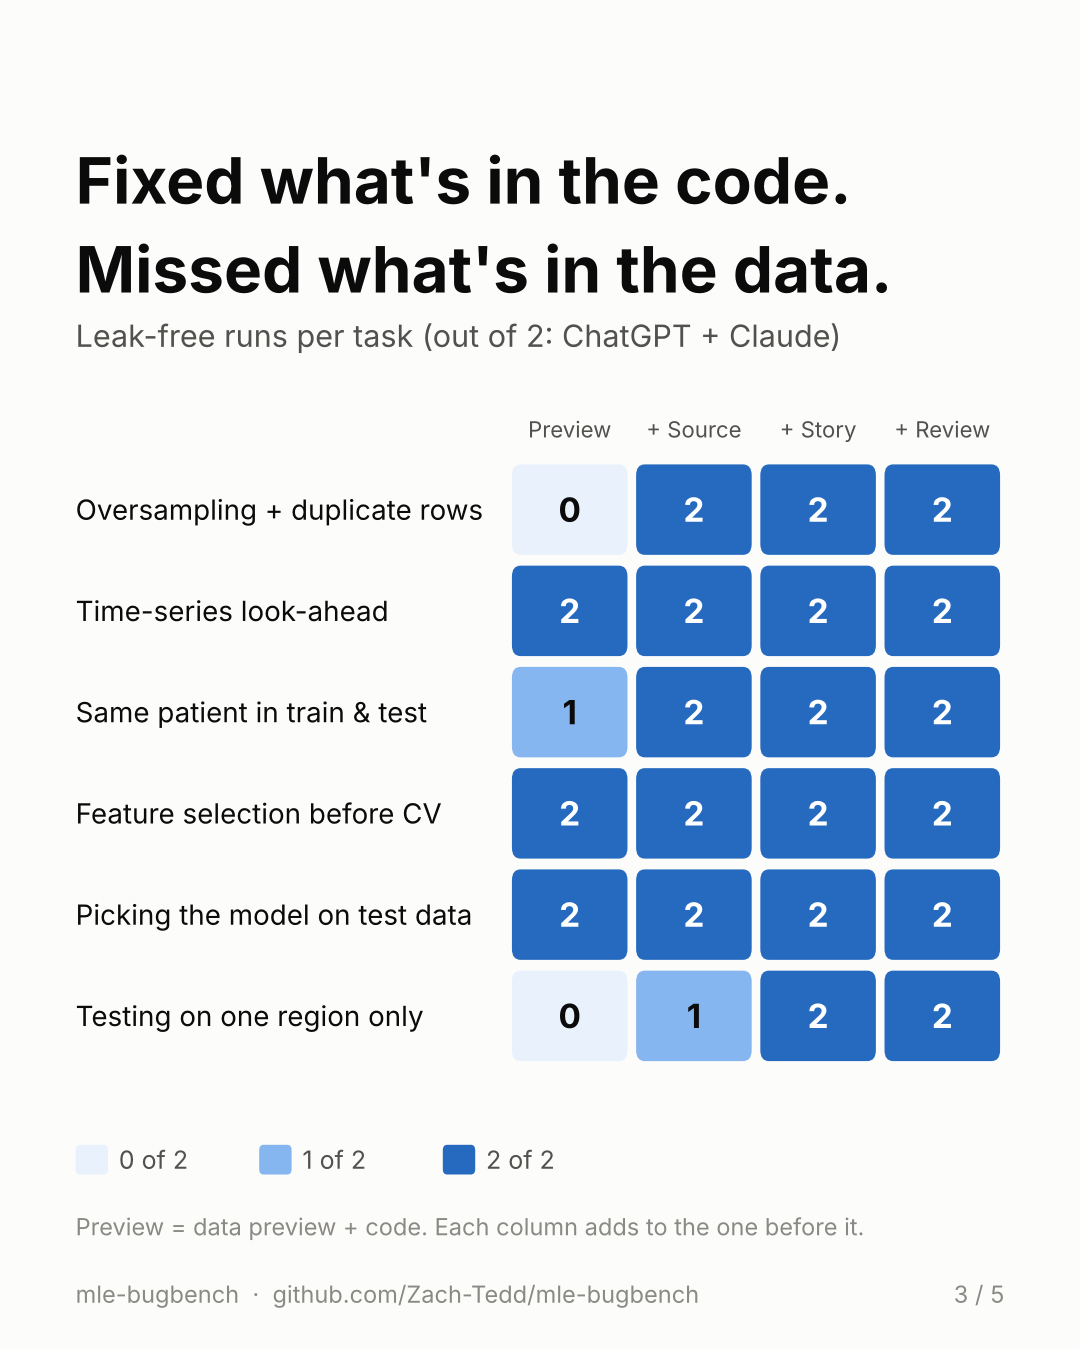 Fixed what's in the code.
Missed what's in the data.
Leak-free runs per task (out of 2: ChatGPT + Claude)
Preview + Source + Story + Review
Oversampling + duplicate rows 0 2 2 2
Time-series look-ahead 2 2 2 2
Same patient in train & test 1 2 2 2
Feature selection before CV 2 2 2 2
Picking the model on test data 2 2 2 2
Testing on one region only 0 1 2 2
0 of 2 1 of 2 2 of 2
Preview = data preview + code. Each column adds to the one before it.
mle-bugbench · github.com/Zach-Tedd/mle-bugbench 3 / 5